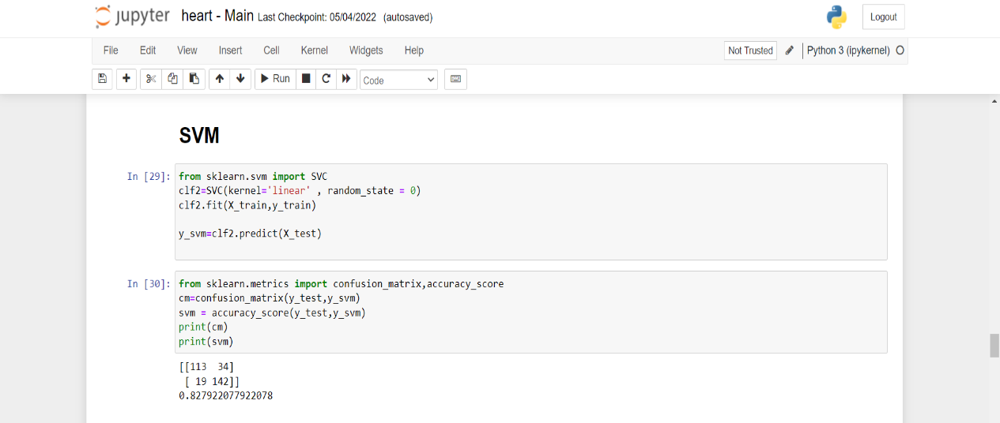 jupyter heart - Main Last Checkpoint: 05/04/2022 (autosaved) Logout
File Edit View Insert Cell Kernel Widgets Help Not Trusted Python 3 (ipykernel)
Run Code
SVM
In [29]: from sklearn.svm import SVC
clf2=SVC(kernel='linear' , random_state = 0)
clf2.fit(X_train,y_train)
y_svm=clf2.predict(X_test)
In [30]: from sklearn.metrics import confusion_matrix,accuracy_score
cm=confusion_matrix(y_test,y_svm)
svm = accuracy_score(y_test,y_svm)
print(cm)
print(svm)
[[113  34]
[ 19 142]]
0.827922077922078